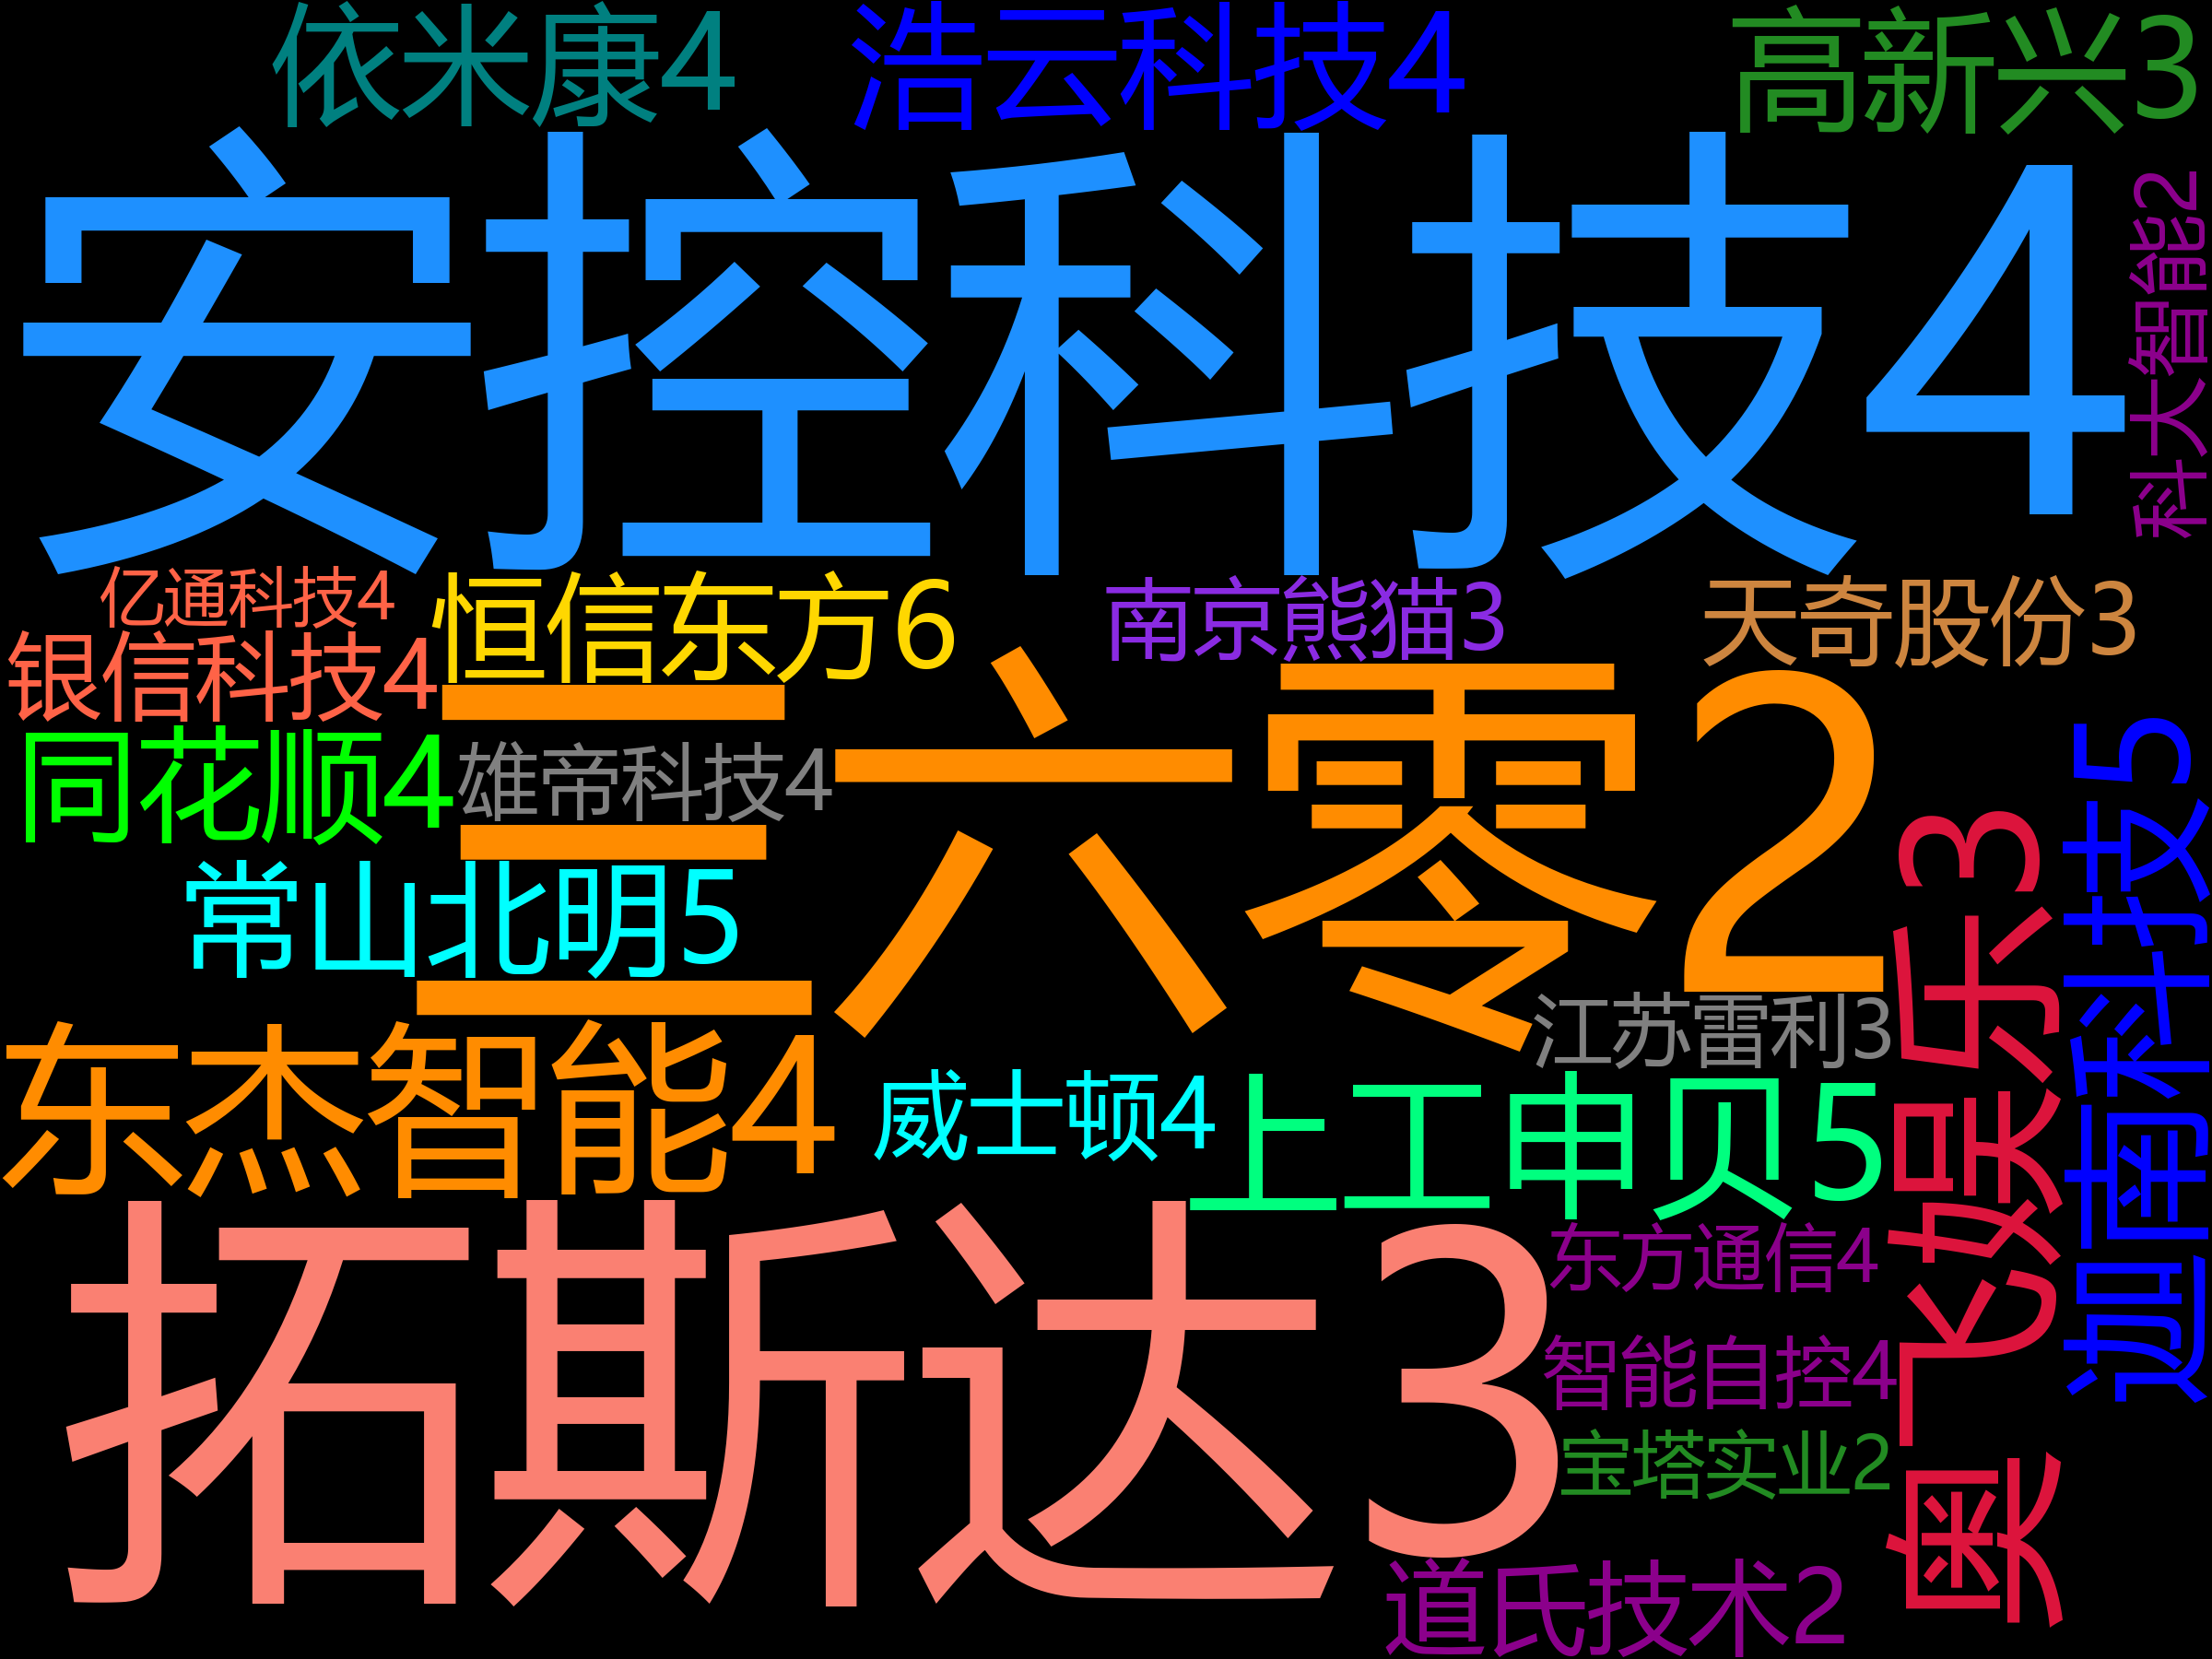 依米康4
浩云科技4
高新兴3
安控科技4
科大智能2
亿通科技4
恒信东方6
南京熊猫3
天奇股份3
银信科技4
三六零2
同花顺4
雄帝科技4
迦南科技5
奥飞娱乐3
常山北明5
江苏雷利3
东杰智能4
威士顿4
上工申贝5
拓斯达3
东方通信4
智能自控4
宝塔实业2
道氏技术2